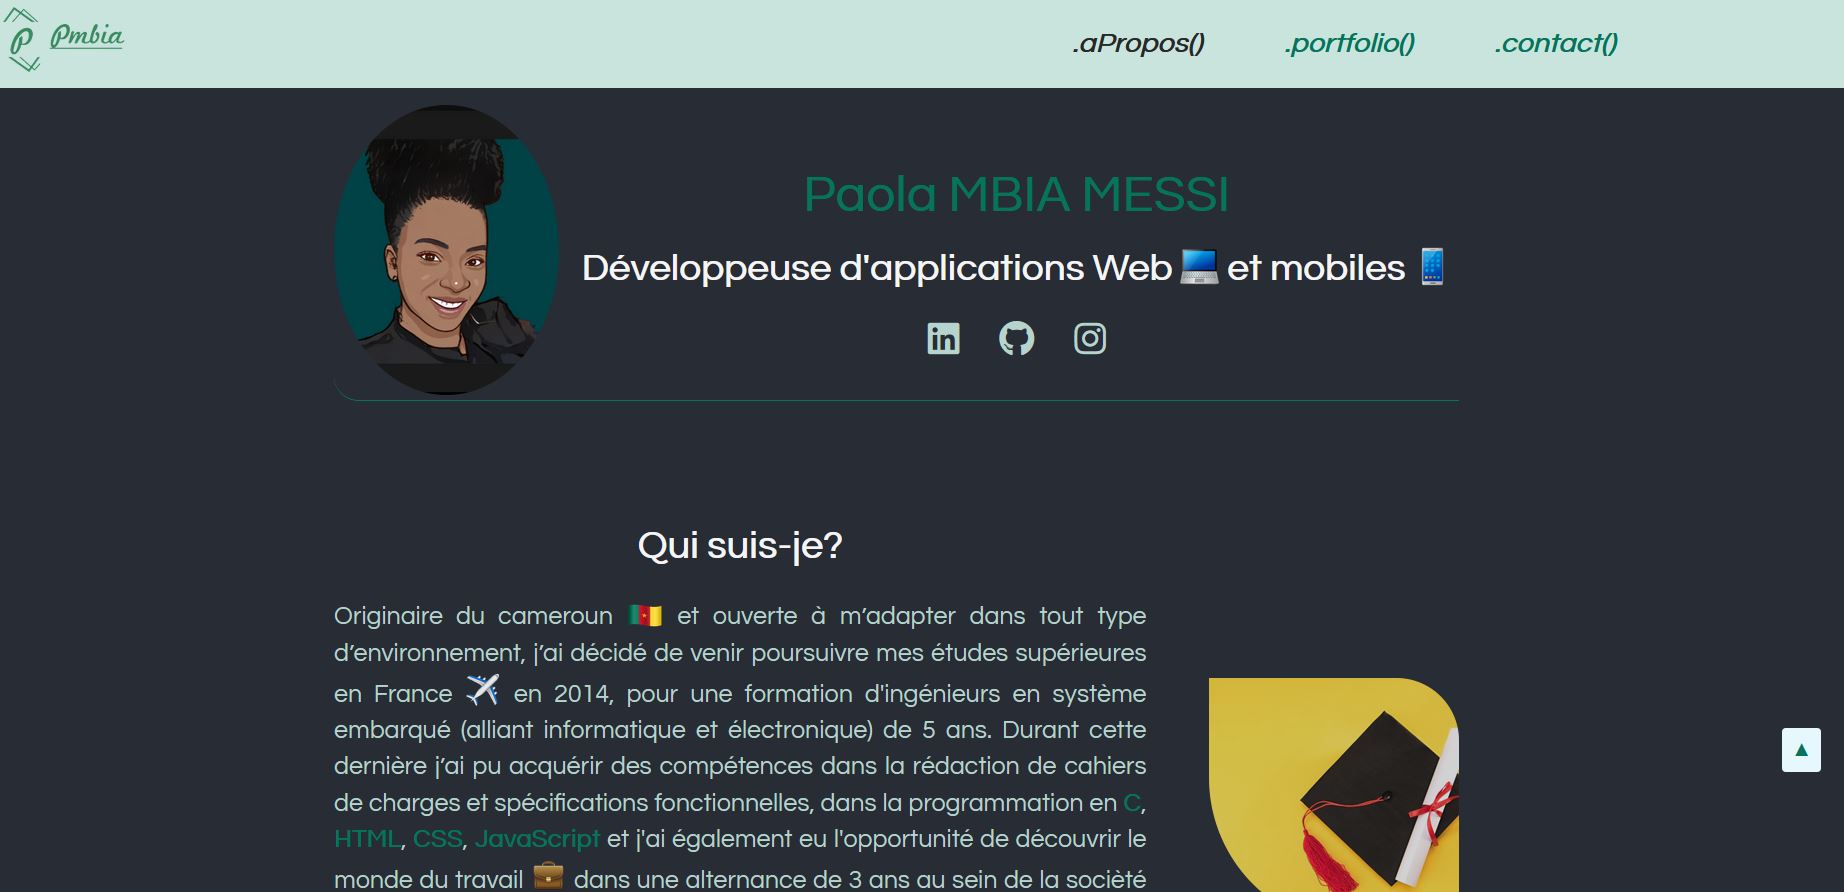 P Pmbia
.aPropos() .portfolio() .contact()
Paola MBIA MESSI
Développeuse d'applications Web 💻 et mobiles 📱
in
Qui suis-je?
Originaire du cameroun 🇨🇲 et ouverte à m’adapter dans tout type
d’environnement, j’ai décidé de venir poursuivre mes études supérieures
en France ✈️ en 2014, pour une formation d'ingénieurs en système
embarqué (alliant informatique et électronique) de 5 ans. Durant cette
dernière j’ai pu acquérir des compétences dans la rédaction de cahiers
de charges et spécifications fonctionnelles, dans la programmation en C,
HTML, CSS, JavaScript et j'ai également eu l'opportunité de découvrir le
monde du travail 💼 dans une alternance de 3 ans au sein de la socièté
▲